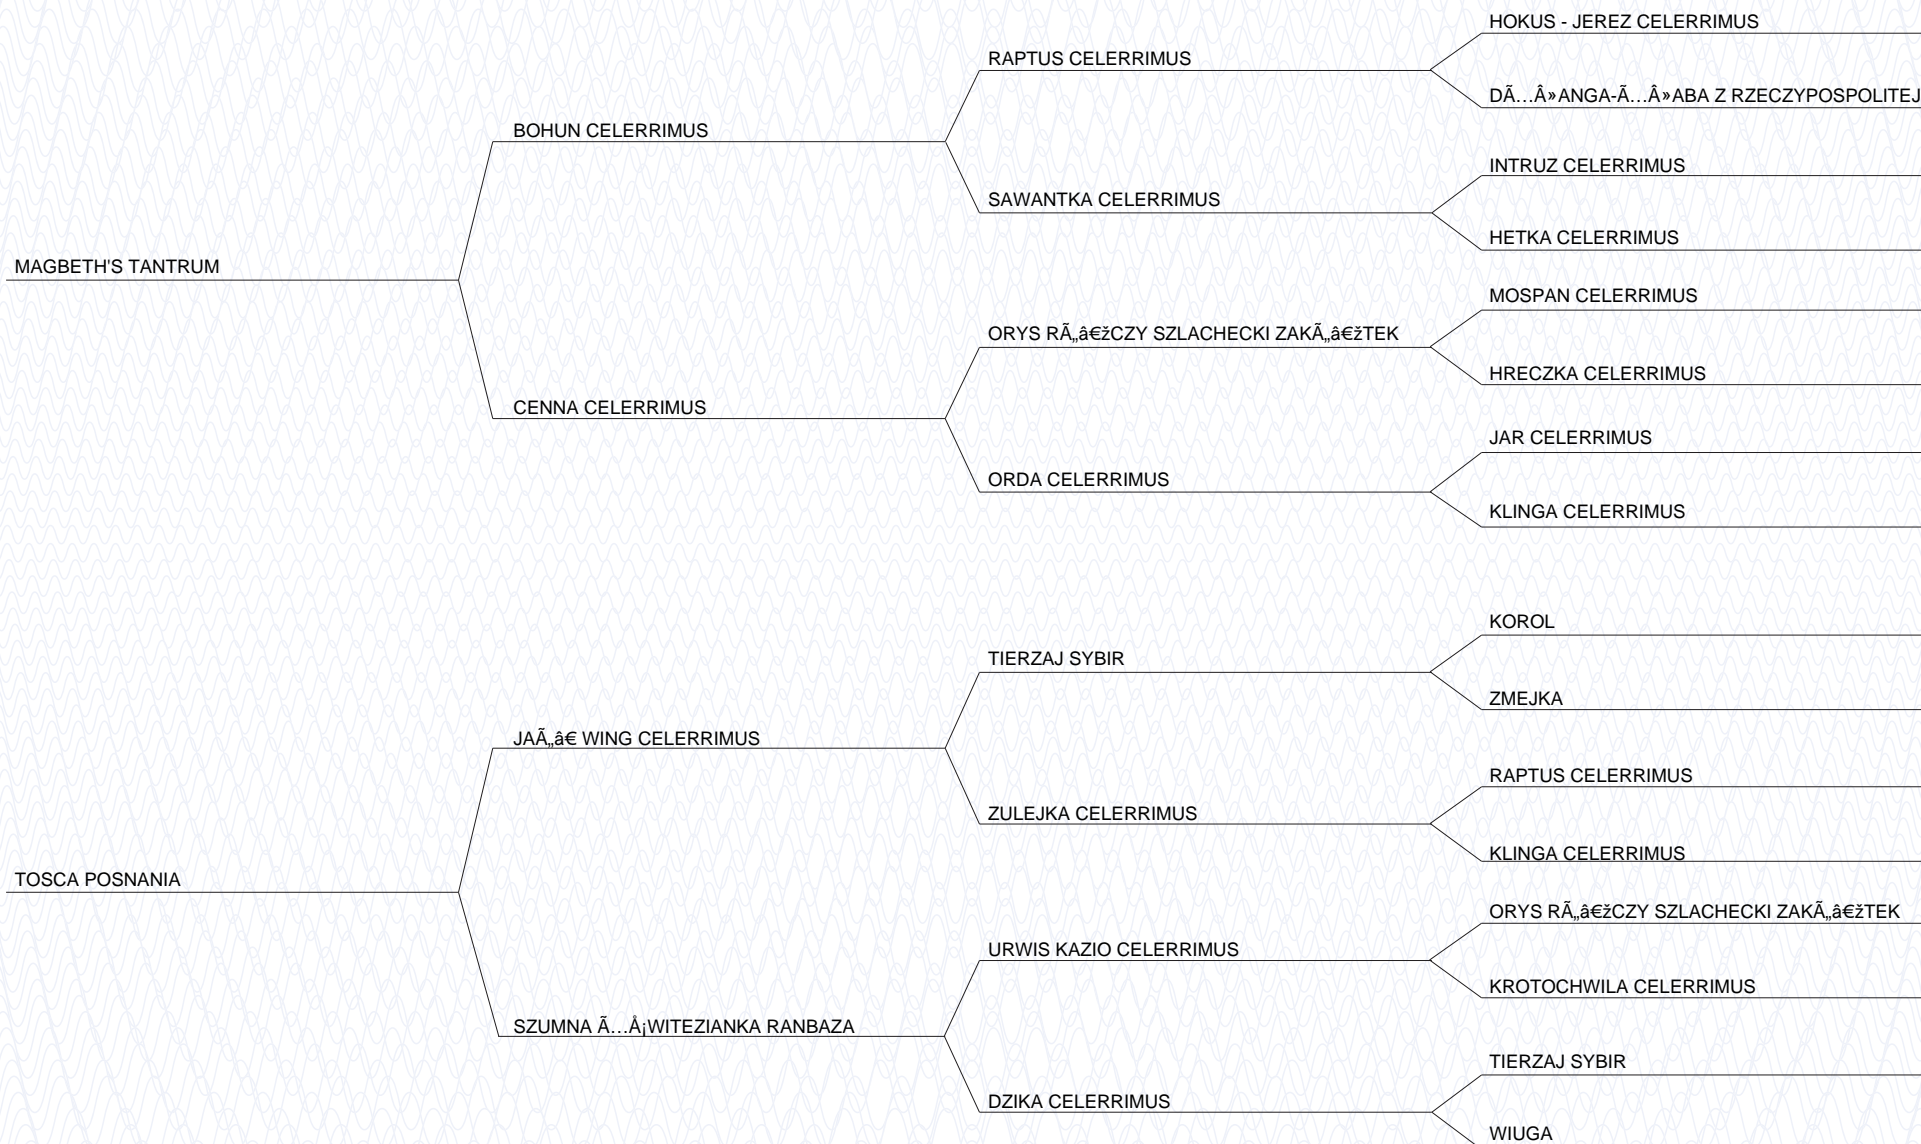 HOKUS - JEREZ CELERRIMUS
RAPTUS CELERRIMUS
DÃ…Â»ANGA-Ã…Â»ABA Z RZECZYPOSPOLITEJ
BOHUN CELERRIMUS
INTRUZ CELERRIMUS
SAWANTKA CELERRIMUS
HETKA CELERRIMUS
MAGBETH'S TANTRUM
MOSPAN CELERRIMUS
ORYS RÃ„â€žCZY SZLACHECKI ZAKÃ„â€žTEK
HRECZKA CELERRIMUS
CENNA CELERRIMUS
JAR CELERRIMUS
ORDA CELERRIMUS
KLINGA CELERRIMUS
KOROL
TIERZAJ SYBIR
ZMEJKA
JAÃ„â€ WING CELERRIMUS
RAPTUS CELERRIMUS
ZULEJKA CELERRIMUS
KLINGA CELERRIMUS
TOSCA POSNANIA
ORYS RÃ„â€žCZY SZLACHECKI ZAKÃ„â€žTEK
URWIS KAZIO CELERRIMUS
KROTOCHWILA CELERRIMUS
SZUMNA Ã…Å¡WITEZIANKA RANBAZA
TIERZAJ SYBIR
DZIKA CELERRIMUS
WIUGA